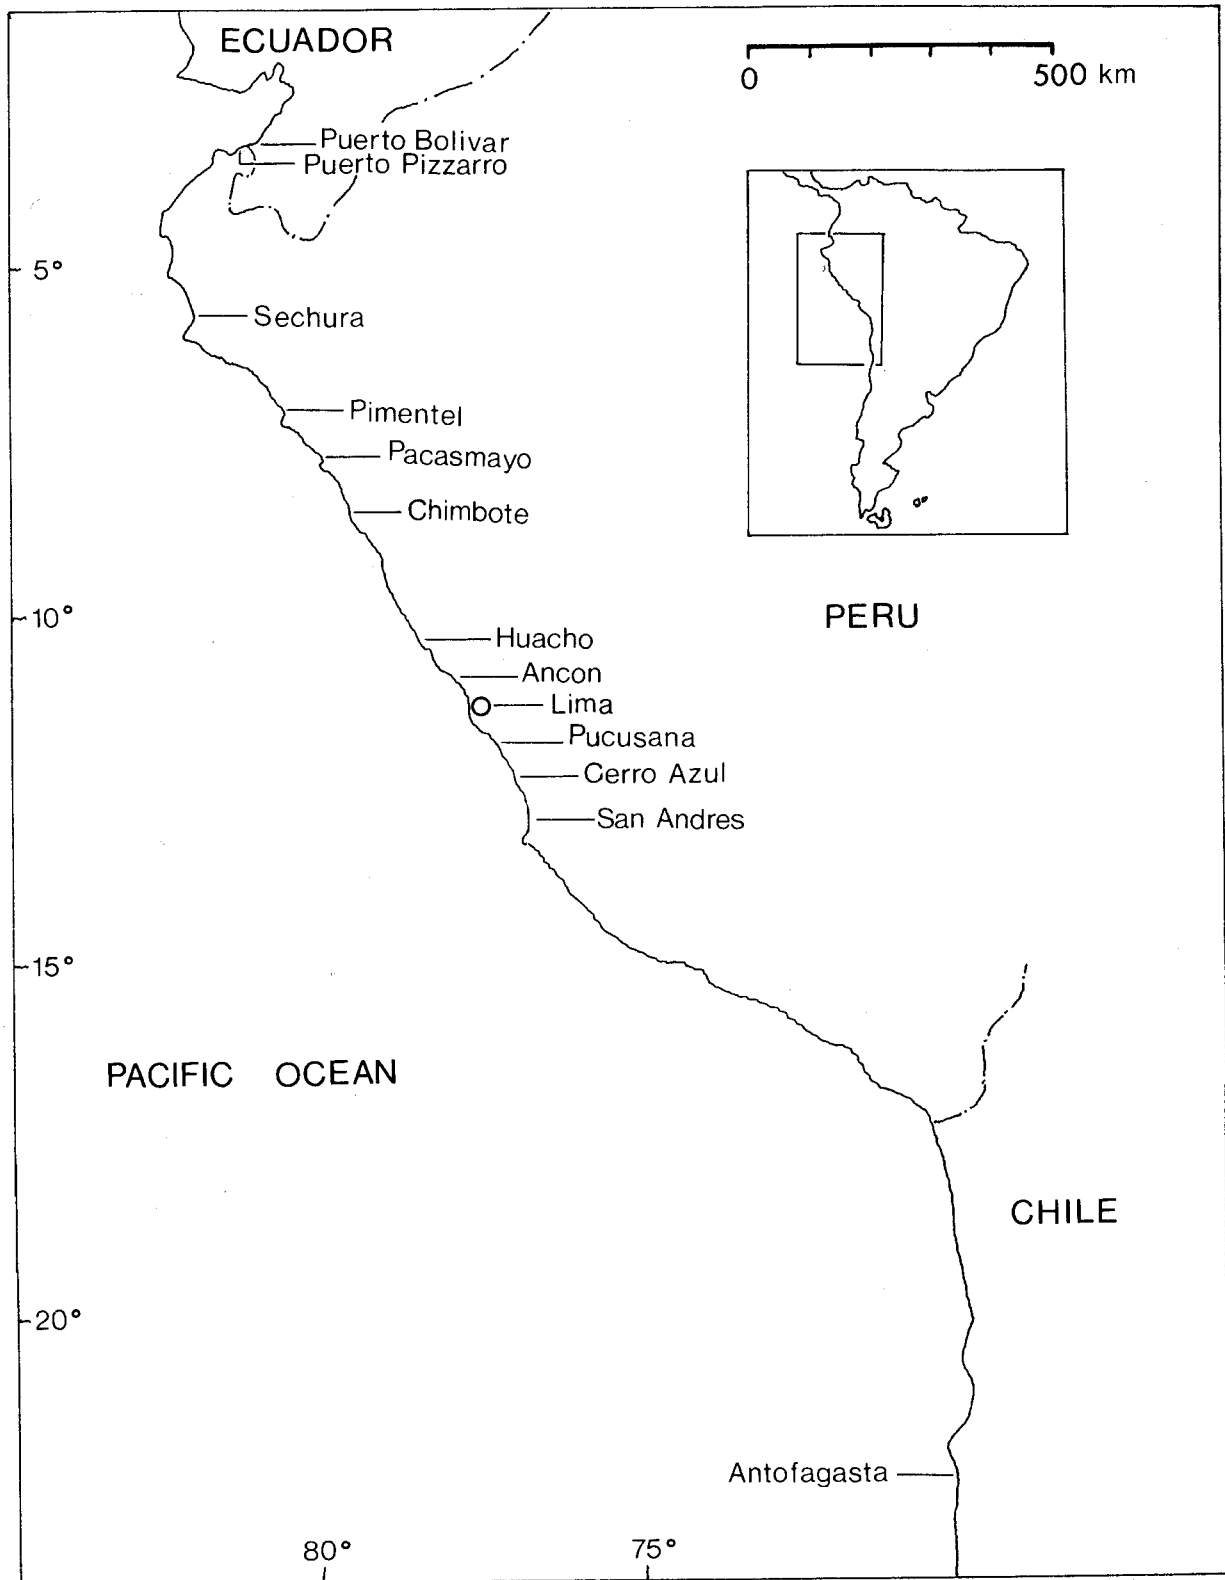 ECUADOR
0 500 km
Puerto Bolivar
Puerto Pizzarro
5°
Sechura
Pimentel
Pacasmayo
Chimbote
10°
PERU
Huacho
Ancon
Lima
Pucusana
Cerro Azul
San Andres
15°
PACIFIC OCEAN
CHILE
20°
Antofagasta
80° 75°